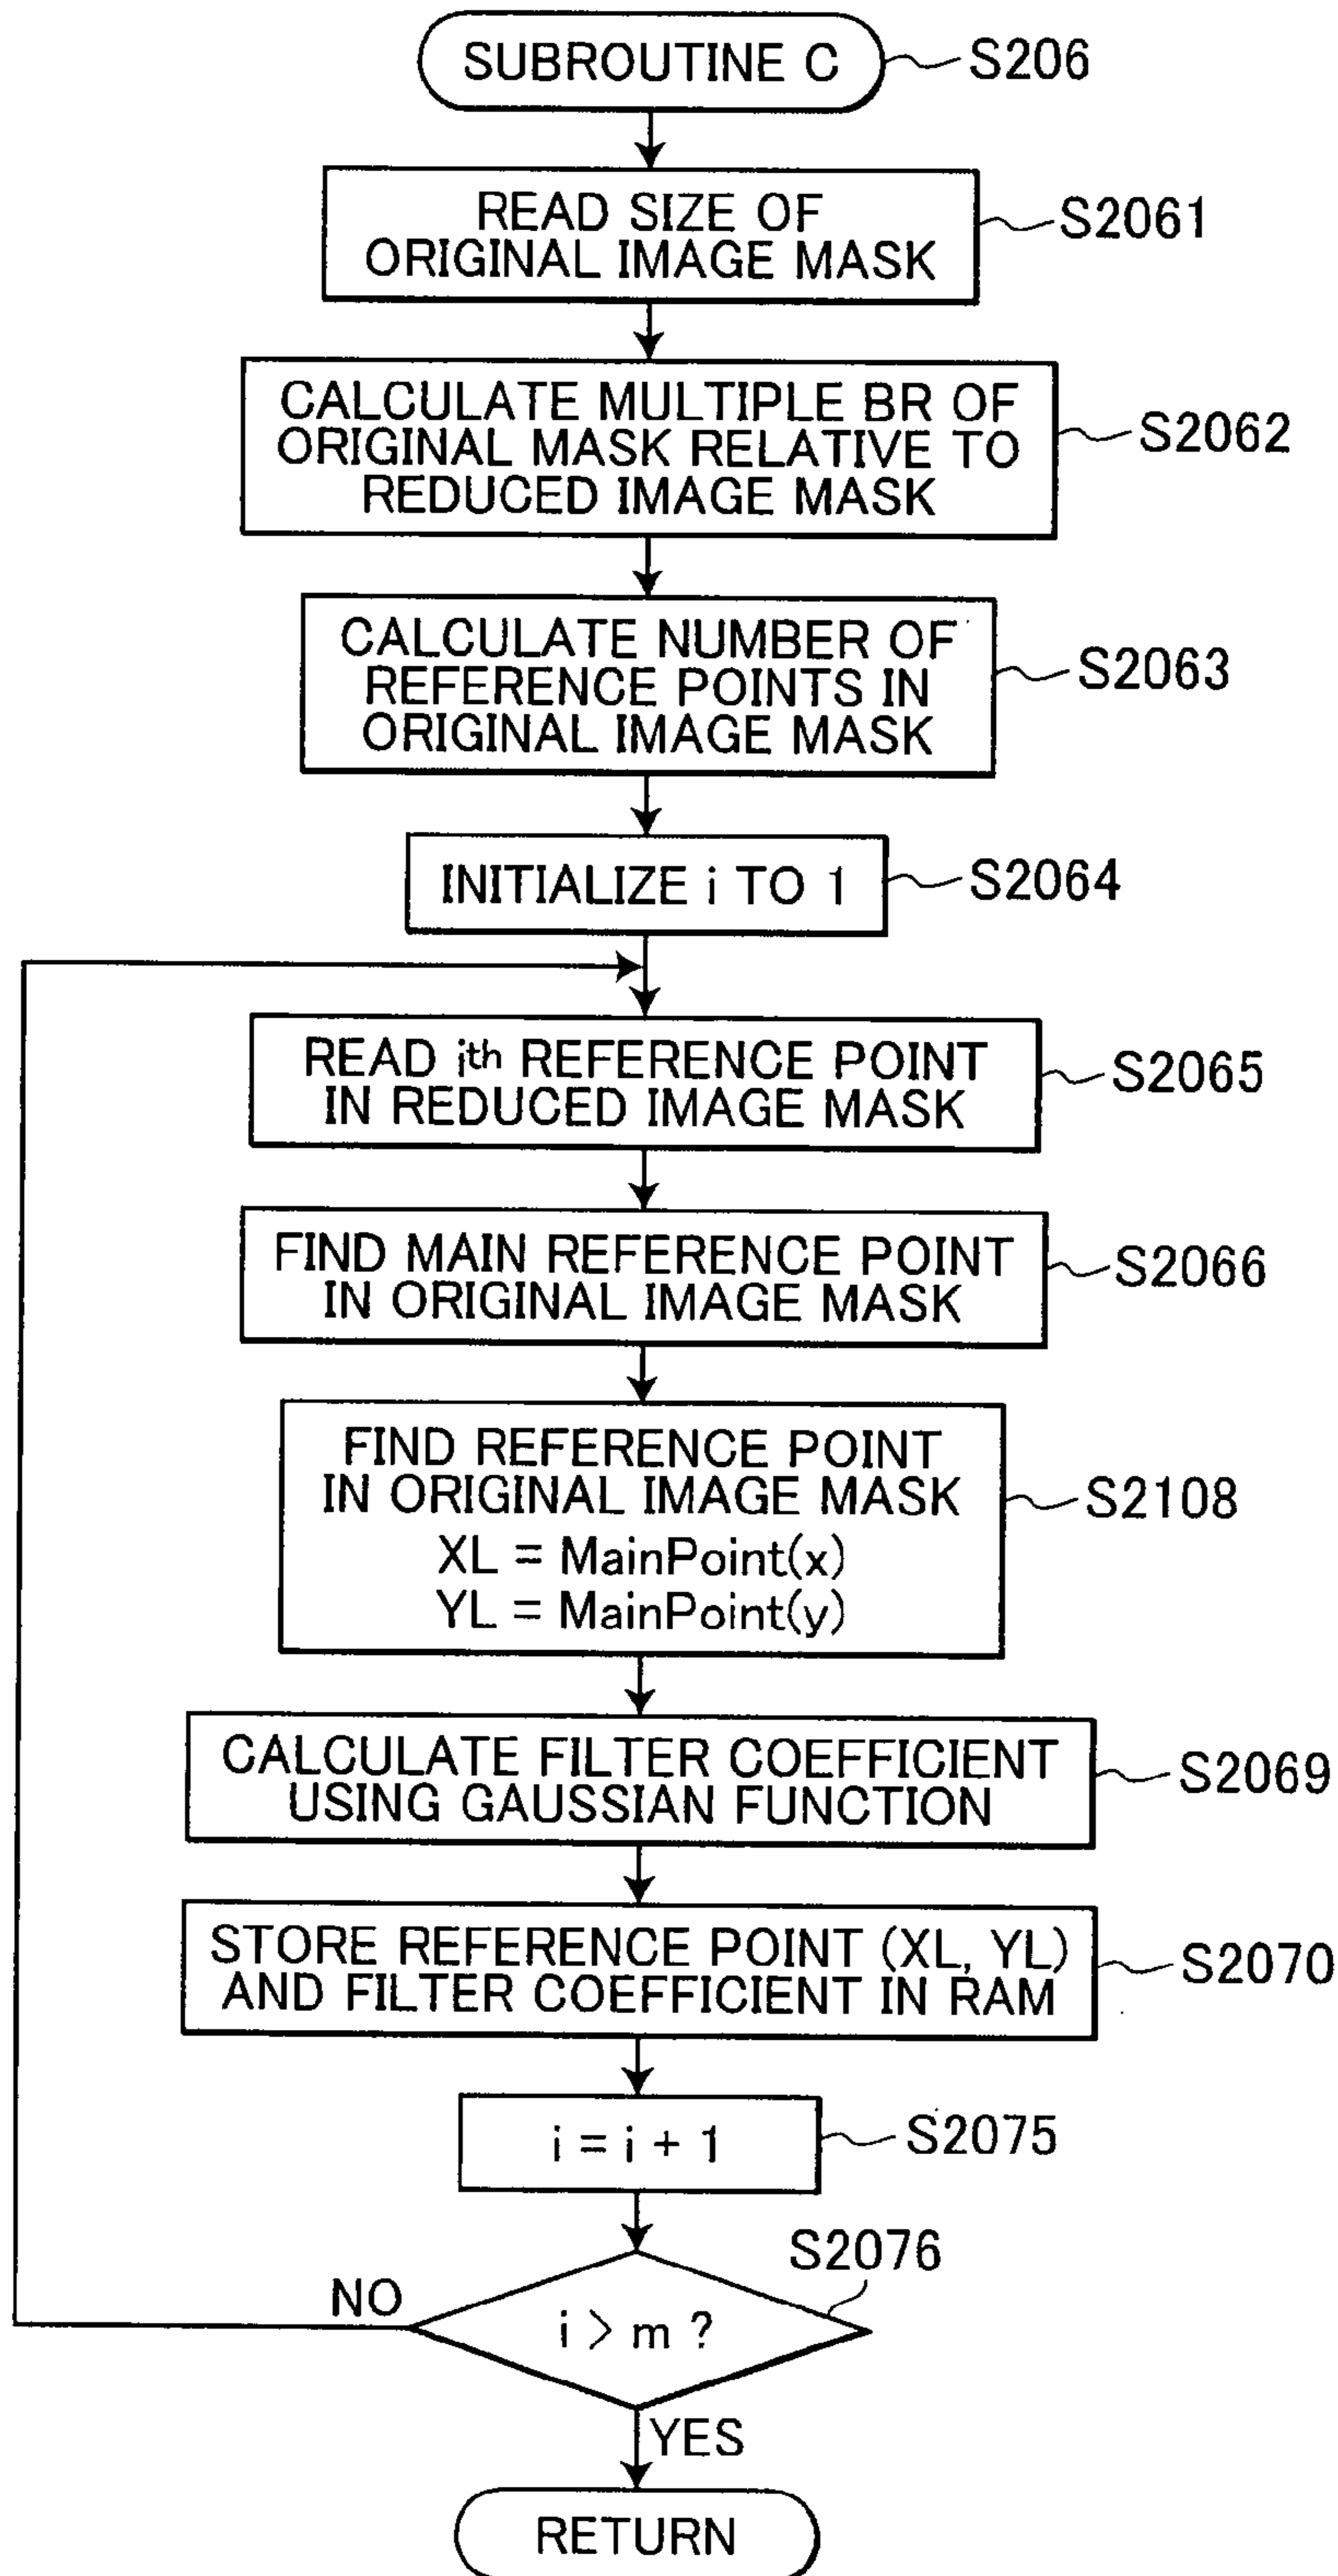 SUBROUTINE C
S206
READ SIZE OF
ORIGINAL IMAGE MASK
S2061
CALCULATE MULTIPLE BR OF
ORIGINAL MASK RELATIVE TO
REDUCED IMAGE MASK
S2062
CALCULATE NUMBER OF
REFERENCE POINTS IN
ORIGINAL IMAGE MASK
S2063
INITIALIZE i TO 1
S2064
READ ith REFERENCE POINT
IN REDUCED IMAGE MASK
S2065
FIND MAIN REFERENCE POINT
IN ORIGINAL IMAGE MASK
S2066
FIND REFERENCE POINT
IN ORIGINAL IMAGE MASK
XL = MainPoint(x)
YL = MainPoint(y)
S2108
CALCULATE FILTER COEFFICIENT
USING GAUSSIAN FUNCTION
S2069
STORE REFERENCE POINT (XL, YL)
AND FILTER COEFFICIENT IN RAM
S2070
i = i + 1
S2075
S2076
NO
i > m ?
YES
RETURN